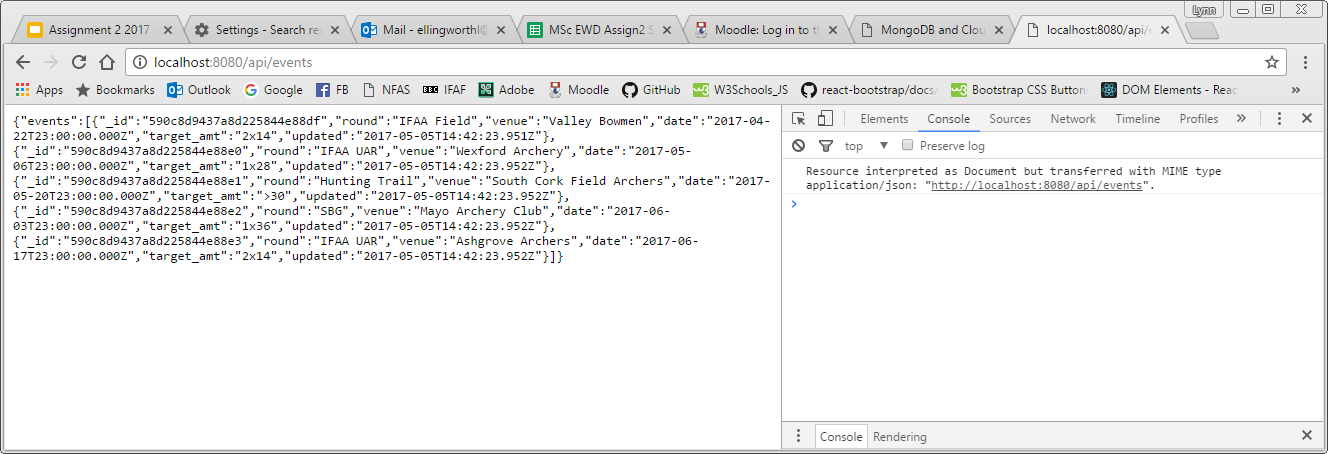 Lynn
Assignment 2 2017
Settings - Search re
Mail - ellingworthl@
MSc EWD Assign2 S
Moodle: Log in to th
MongoDB and Clou
localhost:8080/api/e
localhost:8080/api/events
Apps Bookmarks Outlook Google FB NFAS IFAF Adobe Moodle GitHub W3Schools_JS react-bootstrap/docs/ Bootstrap CSS Button DOM Elements - Reac »
{"events":[{"_id":"590c8d9437a8d225844e88df","round":"IFAA Field","venue":"Valley Bowmen","date":"2017-04-
22T23:00:00.000Z","target_amt":"2x14","updated":"2017-05-05T14:42:23.951Z"},
{"_id":"590c8d9437a8d225844e88e0","round":"IFAA UAR","venue":"Wexford Archery","date":"2017-05-
06T23:00:00.000Z","target_amt":"1x28","updated":"2017-05-05T14:42:23.952Z"},
{"_id":"590c8d9437a8d225844e88e1","round":"Hunting Trail","venue":"South Cork Field Archers","date":"2017-
05-20T23:00:00.000Z","target_amt":">30","updated":"2017-05-05T14:42:23.952Z"},
{"_id":"590c8d9437a8d225844e88e2","round":"SBG","venue":"Mayo Archery Club","date":"2017-06-
03T23:00:00.000Z","target_amt":"1x36","updated":"2017-05-05T14:42:23.952Z"},
{"_id":"590c8d9437a8d225844e88e3","round":"IFAA UAR","venue":"Ashgrove Archers","date":"2017-06-
17T23:00:00.000Z","target_amt":"2x14","updated":"2017-05-05T14:42:23.952Z"}]}
Elements Console Sources Network Timeline Profiles »
top Preserve log
Resource interpreted as Document but transferred with MIME type
application/json: "http://localhost:8080/api/events".
Console Rendering